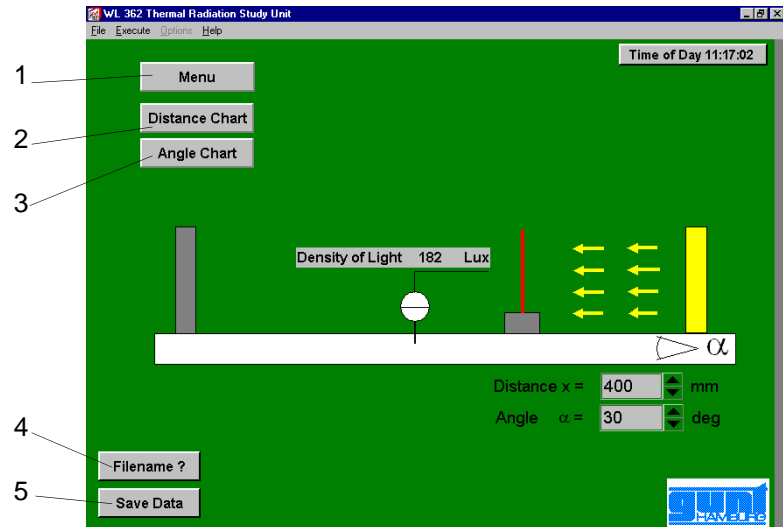 WL 362 Thermal Radiation Study Unit
File Execute Options Help
Time of Day 11:17:02
1
Menu
2
Distance Chart
3
Angle Chart
Density of Light 182 Lux
α
Distance x = 400 mm
Angle α = 30 deg
4
Filename ?
5
Save Data
gunt
HAMBURG